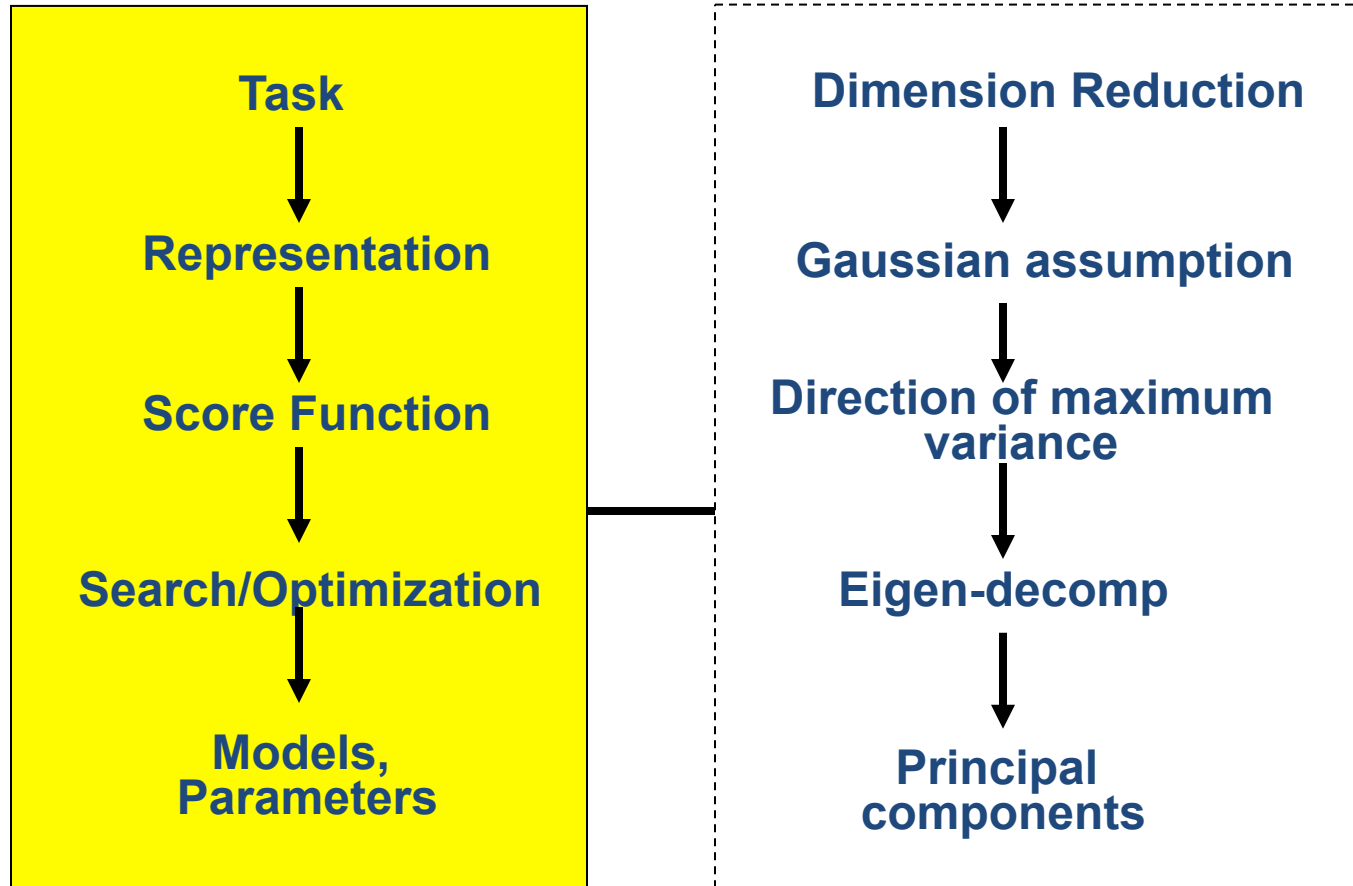 Task
Representation
Score Function
Search/Optimization
Models,
Parameters
Dimension Reduction
Gaussian assumption
Direction of maximum
variance
Eigen-decomp
Principal
components